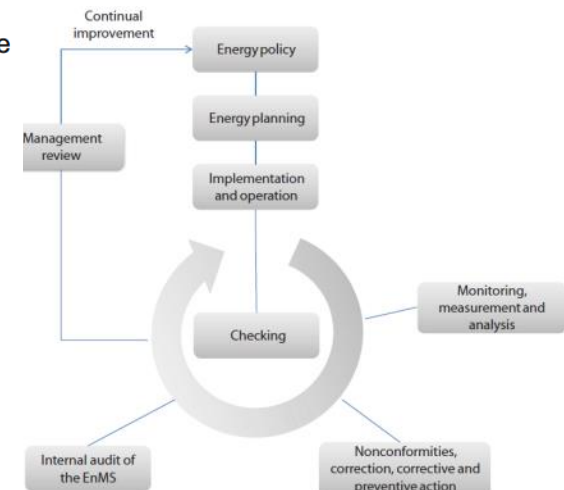 Continual
improvement
e
Energy policy
Energy planning
Management
review
Implementation
and operation
Monitoring,
measurement and
analysis
Checking
Internal audit of
the EnMS
Nonconformities,
correction, corrective and
preventive action